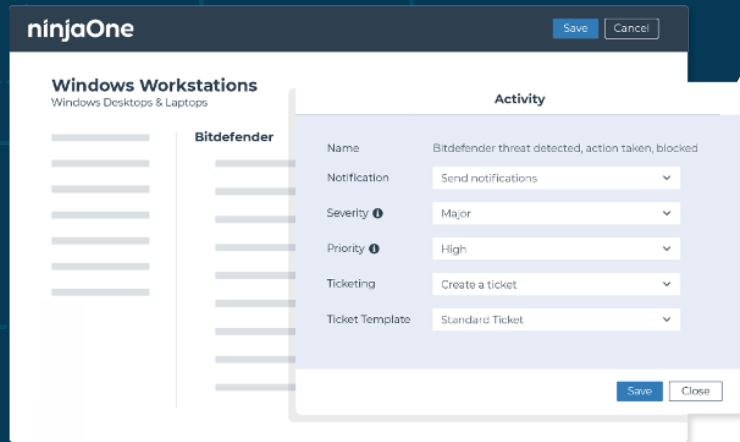 ninjaOne
Save Cancel
Windows Workstations
Windows Desktops & Laptops
Bitdefender
Activity
Name Bitdefender threat detected, action taken, blocked
Notification Send notifications
Severity Major
Priority High
Ticketing Create a ticket
Ticket Template Standard Ticket
Save Close